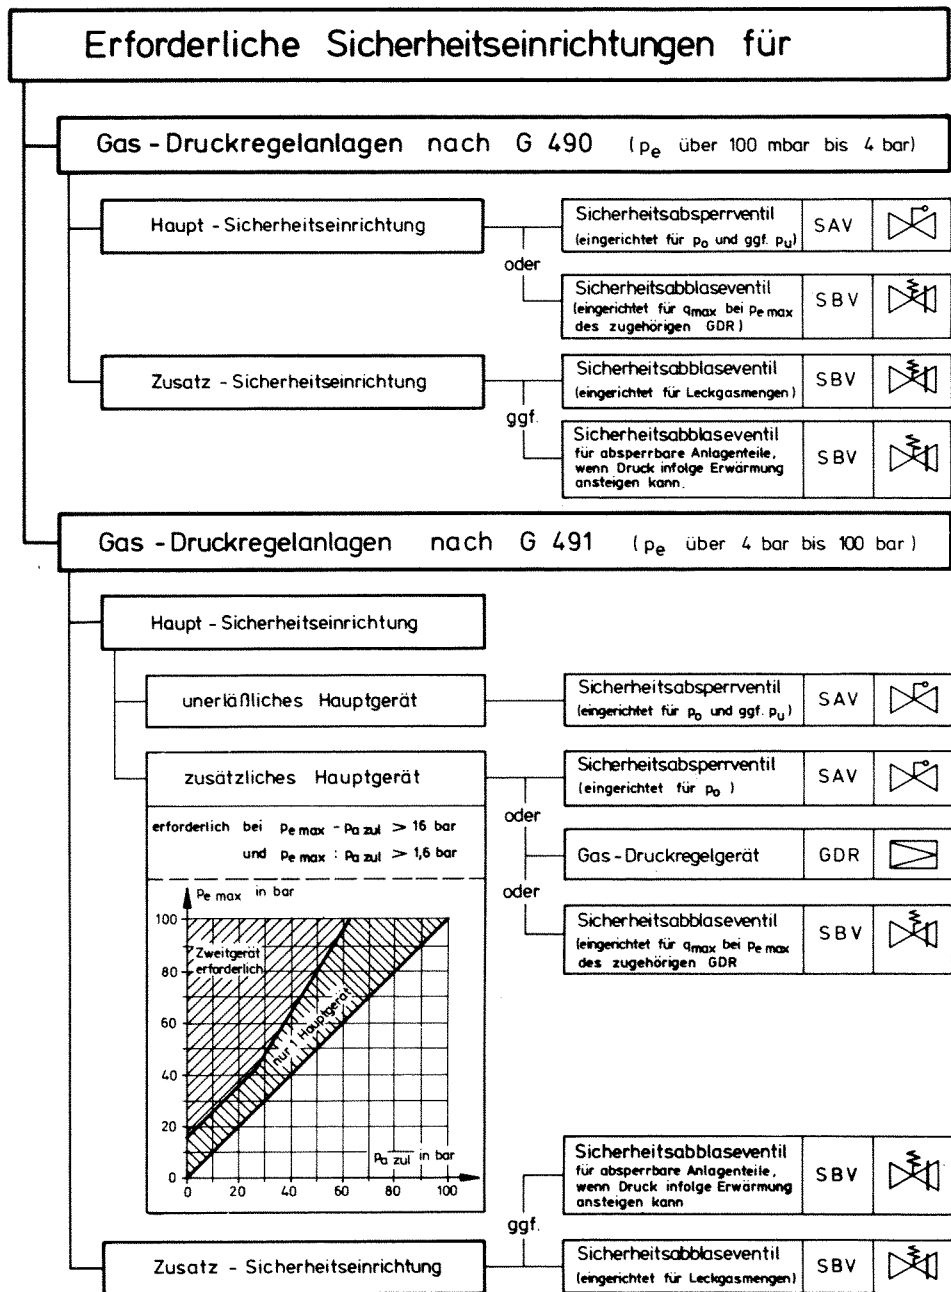 Erforderliche Sicherheitseinrichtungen für
Gas - Druckregelanlagen nach G 490 (pe über 100 mbar bis 4 bar)
Haupt - Sicherheitseinrichtung
Sicherheitsabsperrventil
(eingerichtet für po und ggf. pu)
SAV
oder
Sicherheitsabblaseventil
(eingerichtet für qmax bei pe max
des zugehörigen GDR)
SBV
Zusatz - Sicherheitseinrichtung
Sicherheitsabblaseventil
(eingerichtet für Leckgasmengen)
SBV
ggf.
Sicherheitsabblaseventil
für absperrbare Anlagenteile,
wenn Druck infolge Erwärmung
ansteigen kann.
SBV
Gas - Druckregelanlagen nach G 491 (pe über 4 bar bis 100 bar)
Haupt - Sicherheitseinrichtung
unerläßliches Hauptgerät
Sicherheitsabsperrventil
(eingerichtet für po und ggf. pu)
SAV
zusätzliches Hauptgerät
Sicherheitsabsperrventil
(eingerichtet für po )
SAV
oder
erforderlich bei pe max - pa zul > 16 bar
und pe max : pa zul > 1,6 bar
Gas - Druckregelgerät
GDR
oder
Sicherheitsabblaseventil
(eingerichtet für qmax bei pe max
des zugehörigen GDR
SBV
pe max in bar
100
80
60
40
20
0
Zweitgerät
erforderlich
nur 1 Hauptgerät
pa zul in bar
0 20 40 60 80 100
Sicherheitsabblaseventil
für absperrbare Anlagenteile,
wenn Druck infolge Erwärmung
ansteigen kann
SBV
ggf.
Zusatz - Sicherheitseinrichtung
Sicherheitsabblaseventil
(eingerichtet für Leckgasmengen)
SBV